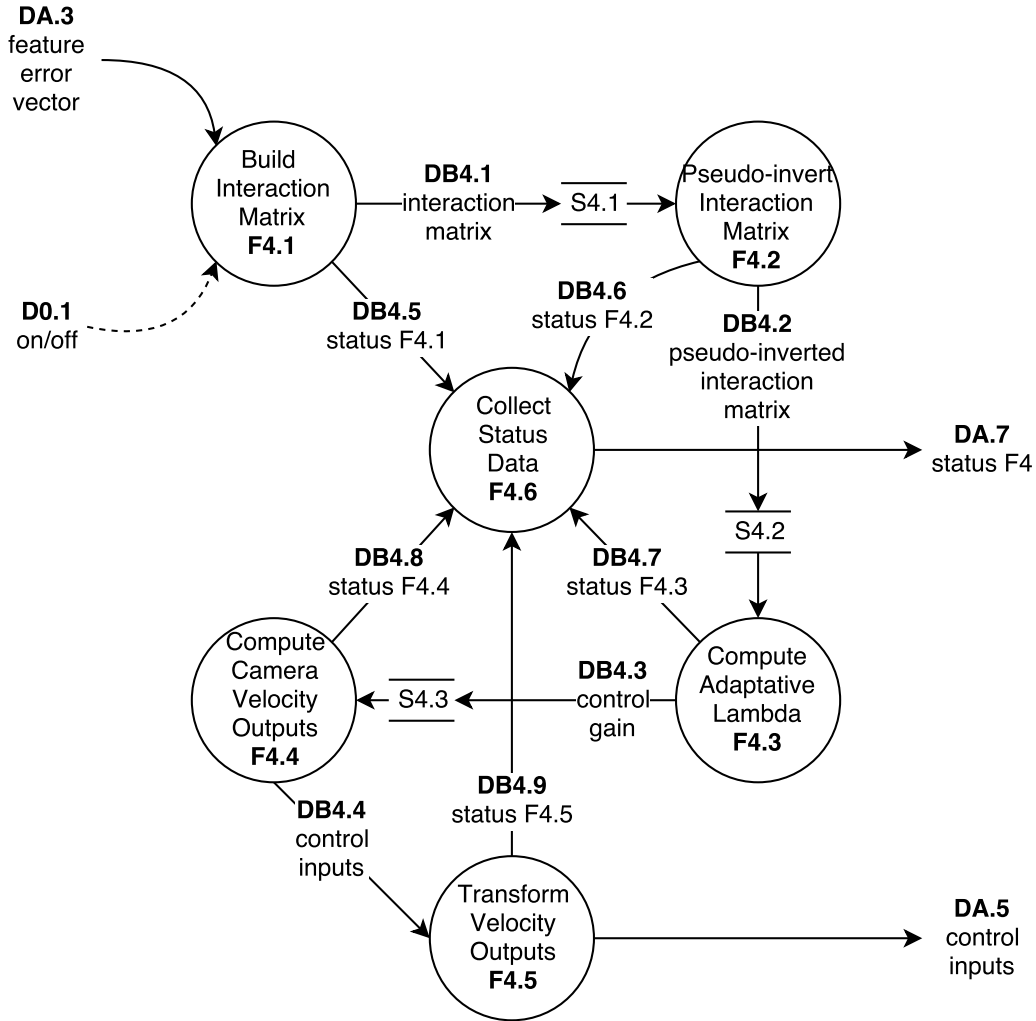 DA.3
feature
error
vector
Build
Interaction
Matrix
F4.1
DB4.1
interaction
matrix
S4.1
Pseudo-invert
Interaction
Matrix
F4.2
D0.1
on/off
DB4.5
status F4.1
DB4.6
status F4.2
DB4.2
pseudo-inverted
interaction
matrix
Collect
Status
Data
F4.6
DA.7
status F4
S4.2
DB4.8
status F4.4
DB4.7
status F4.3
Compute
Camera
Velocity
Outputs
F4.4
S4.3
DB4.3
control
gain
Compute
Adaptative
Lambda
F4.3
DB4.4
control
inputs
DB4.9
status F4.5
Transform
Velocity
Outputs
F4.5
DA.5
control
inputs